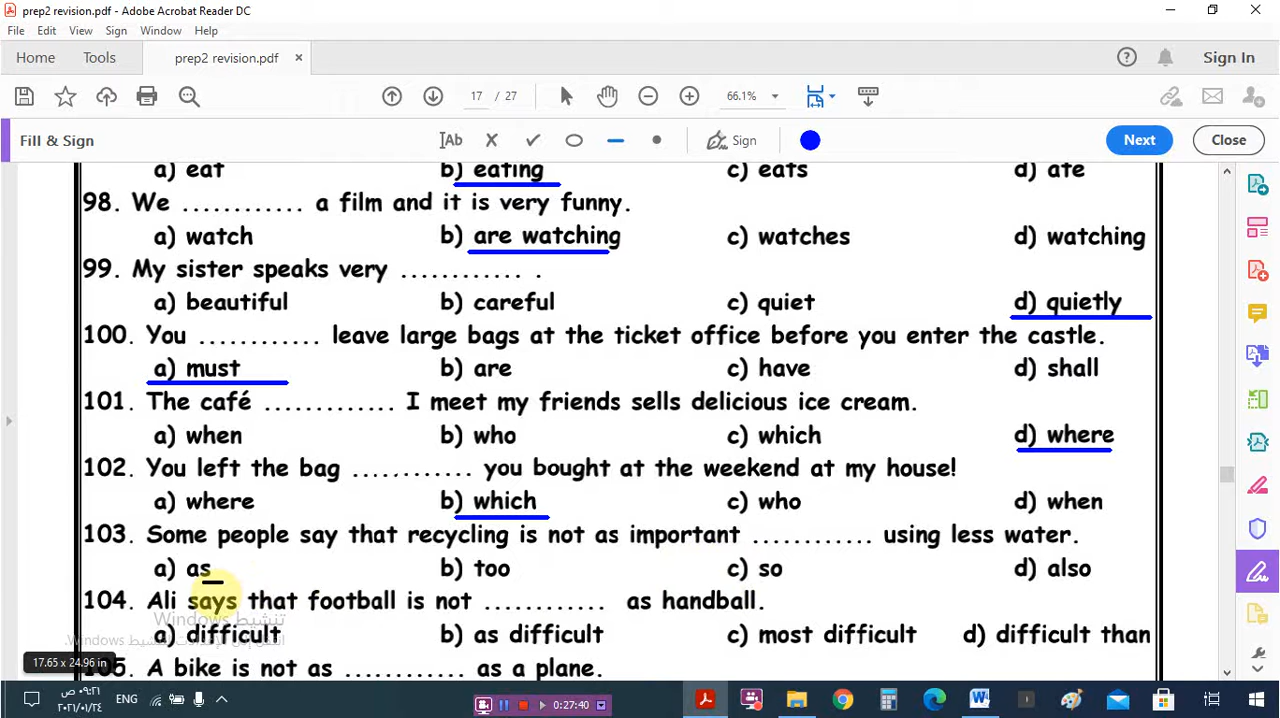 prep2 revision.pdf - Adobe Acrobat Reader DC
File Edit View Sign Window Help
Home Tools prep2 revision.pdf × Sign In
17 / 27 66.1%
Fill & Sign Ab Sign Next Close
a) eat b) eating c) eats d) ate
98. We ............ a film and it is very funny.
a) watch b) are watching c) watches d) watching
99. My sister speaks very ............ .
a) beautiful b) careful c) quiet d) quietly
100. You ............ leave large bags at the ticket office before you enter the castle.
a) must b) are c) have d) shall
101. The café ............. I meet my friends sells delicious ice cream.
a) when b) who c) which d) where
102. You left the bag ............ you bought at the weekend at my house!
a) where b) which c) who d) when
103. Some people say that recycling is not as important ............ using less water.
a) as b) too c) so d) also
104. Ali says that football is not ............ as handball.
تنشيط Windows
a) difficult b) as difficult c) most difficult d) difficult than
17.65 x 24.96 in
105. A bike is not as ............ as a plane.
ENG 0:27:40